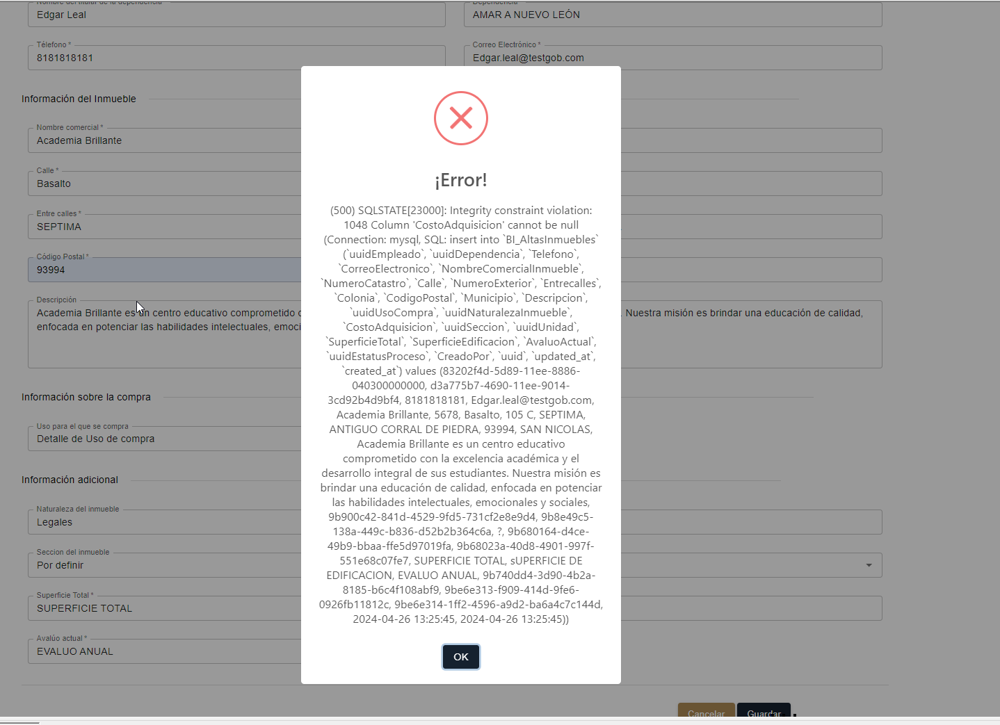 Nombre del titular de la dependencia
Dependencia
Edgar Leal
AMAR A NUEVO LEÓN
Télefono *
Correo Electrónico *
8181818181
Edgar.leal@testgob.com
Información del Inmueble
Nombre comercial *
Academia Brillante
Calle *
Basalto
Entre calles *
SEPTIMA
Código Postal *
93994
Descripción
Academia Brillante es un centro educativo comprometido
. Nuestra misión es brindar una educación de calidad,
enfocada en potenciar las habilidades intelectuales, emoci
Información sobre la compra
Uso para el que se compra
Detalle de Uso de compra
Información adicional
Naturaleza del inmueble
Legales
Seccion del inmueble
Por definir
Superficie Total *
SUPERFICIE TOTAL
Avalúo actual *
EVALUO ANUAL
Cancelar
Guardar
¡Error!
(500) SQLSTATE[23000]: Integrity constraint violation:
1048 Column 'CostoAdquisicion' cannot be null
(Connection: mysql, SQL: insert into `BI_AltasInmuebles`
(`uuidEmpleado`, `uuidDependencia`, `Telefono`,
`CorreoElectronico`, `NombreComercialInmueble`,
`NumeroCatastro`, `Calle`, `NumeroExterior`, `Entrecalles`,
`Colonia`, `CodigoPostal`, `Municipio`, `Descripcion`,
`uuidUsoCompra`, `uuidNaturalezaInmueble`,
`CostoAdquisicion`, `uuidSeccion`, `uuidUnidad`,
`SuperficieTotal`, `SuperficieEdificacion`, `AvaluoActual`,
`uuidEstatusProceso`, `CreadoPor`, `uuid`, `updated_at`,
`created_at`) values (83202f4d-5d89-11ee-8886-
040300000000, d3a775b7-4690-11ee-9014-
3cd92b4d9bf4, 8181818181, Edgar.leal@testgob.com,
Academia Brillante, 5678, Basalto, 105 C, SEPTIMA,
ANTIGUO CORRAL DE PIEDRA, 93994, SAN NICOLAS,
Academia Brillante es un centro educativo
comprometido con la excelencia académica y el
desarrollo integral de sus estudiantes. Nuestra misión es
brindar una educación de calidad, enfocada en potenciar
las habilidades intelectuales, emocionales y sociales,
9b900c42-841d-4529-9fd5-731cf2e8e9d4, 9b8e49c5-
138a-449c-b836-d52b2b364c6a, ?, 9b680164-d4ce-
49b9-bbaa-ffe5d97019fa, 9b68023a-40d8-4901-997f-
551e68c07fe7, SUPERFICIE TOTAL, sUPERFICIE DE
EDIFICACION, EVALUO ANUAL, 9b740dd4-3d90-4b2a-
8185-b6c4f108abf9, 9be6e313-f909-414d-9fe6-
0926fb11812c, 9be6e314-1ff2-4596-a9d2-ba6a4c7c144d,
2024-04-26 13:25:45, 2024-04-26 13:25:45))
OK